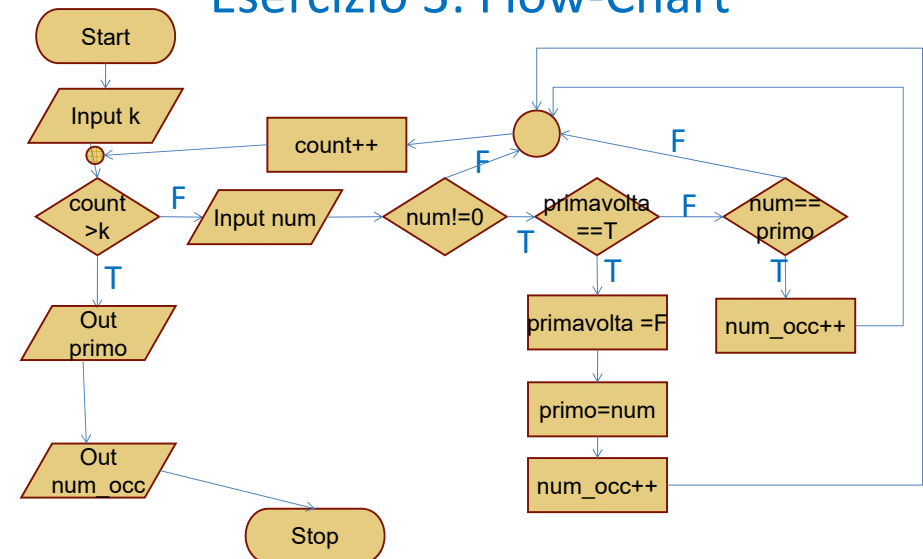 Esercizio 3: Flow-Chart
Start
Input k
count++
F
F
count
>k
F
Input num
num!=0
T
primavolta
==T
F
num==
primo
T
T
T
Out
primo
primavolta =F
num_occ++
primo=num
Out
num_occ
num_occ++
Stop